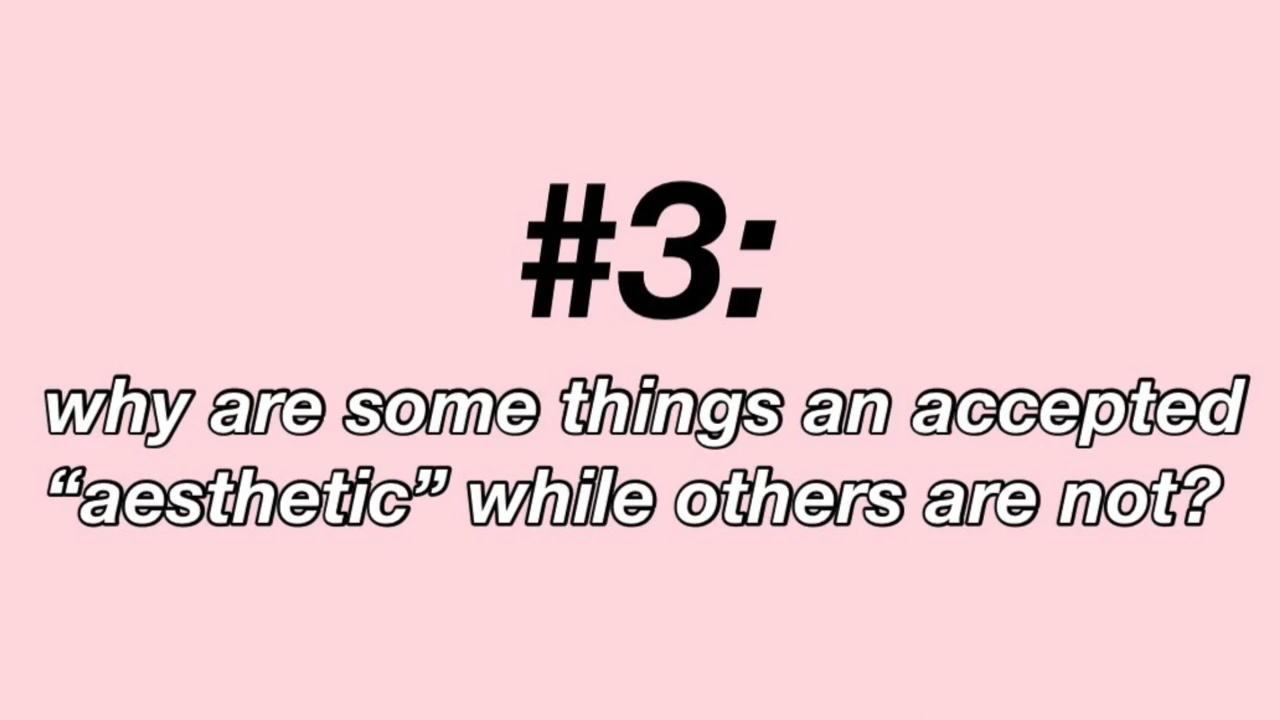 #3:
why are some things an accepted
“aesthetic” while others are not?